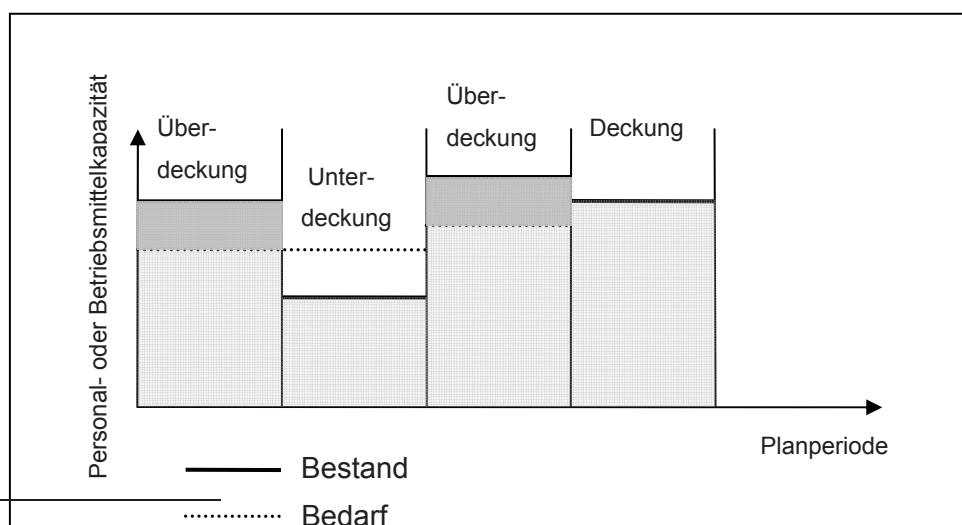 Personal- oder Betriebsmittelkapazität
Über-
deckung
Unter-
deckung
Über-
deckung
Deckung
Planperiode
Bestand
Bedarf